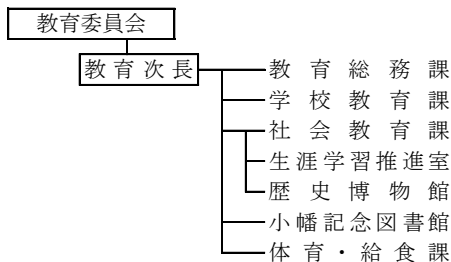 教育委員会
教育次長
教育総務課
学校教育課
社会教育課
生涯学習推進室
歴史博物館
小幡記念図書館
体育・給食課